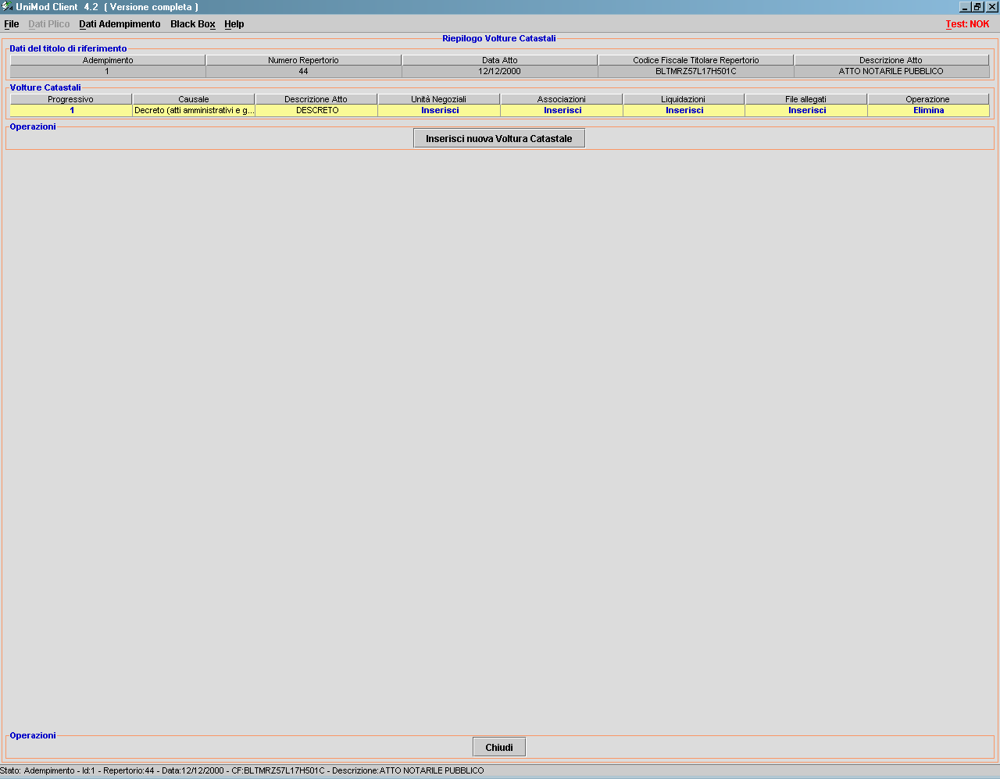 UniMod Client 4.2 ( Versione completa )
File Dati Plico Dati Adempimento Black Box Help Test: NOK
Riepilogo Volture Catastali
Dati del titolo di riferimento
Adempimento Numero Repertorio Data Atto Codice Fiscale Titolare Repertorio Descrizione Atto
1 44 12/12/2000 BLTMRZ57L17H501C ATTO NOTARILE PUBBLICO
Volture Catastali
Progressivo Causale Descrizione Atto Unità Negoziali Associazioni Liquidazioni File allegati Operazione
1 Decreto (atti amministrativi e g... DESCRETO Inserisci Inserisci Inserisci Inserisci Elimina
Operazioni
Inserisci nuova Voltura Catastale
Operazioni
Chiudi
Stato: Adempimento - Id:1 - Repertorio:44 - Data:12/12/2000 - CF:BLTMRZ57L17H501C - Descrizione:ATTO NOTARILE PUBBLICO